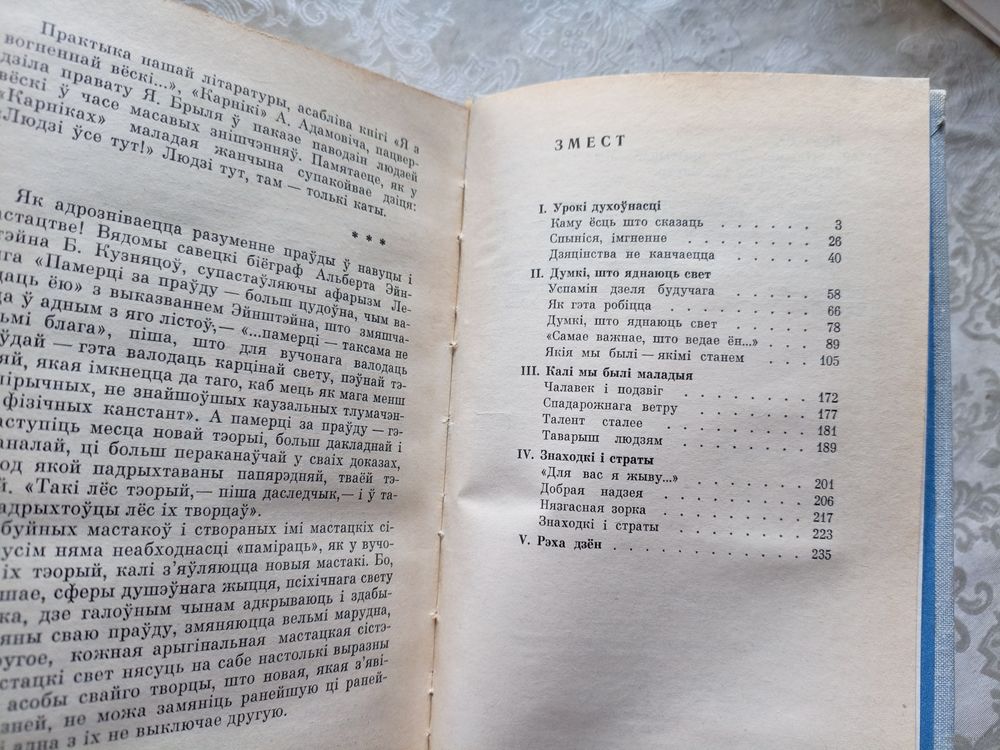 Практыка нашай літаратуры, асабліва кнігі «Я з
вогненнай вёскі...», «Карнікі» А. Адамовіча, пацвер-
дзіла правату Я. Брыля ў паказе паводзін людзей
вёскі ў часе масавых знішчэнняў. Памятаеце, як у
«Карніках» маладая жанчына супакойвае дзіця:
«Людзі ўсе тут!» Людзі тут, там — толькі каты.
* * *
Як адрозніваецца разуменне праўды ў навуцы і
мастацтве! Вядомы савецкі біёграф Альберта Эйн-
штэйна Б. Кузняцоў, супастаўляючы афарызм Ле-
«Памерці за праўду — больш цудоўна, чым ва-
ёю» з выказваннем Эйнштэйна, што змяшча-
ў адным з яго лістоў,— «...памерці — таксама не
блага», піша, што для вучонага валодаць
— гэта валодаць карцінай свету, пэўнай тэ-
якая імкнецца да таго, каб мець як мага менш
не знайшоўшых каузальных тлумачэн-
фізічных канстант». А памерці за праўду — гэ-
месца новай тэорыі, больш дакладнай і
ці больш пераканаўчай у сваіх доказах,
якой падрыхтаваны папярэдняй, тваёй тэ-
«Такі лёс тэорый,— піша даследчык,— і ў та-
лёс іх творцаў».
буйных мастакоў і створаных імі мастацкіх сі-
усім няма неабходнасці «паміраць», як у вучо-
іх тэорый, калі з'яўляюцца новыя мастакі. Бо,
сферы душэўнага жыцця, псіхічнага свету
дзе галоўным чынам адкрываюць і здабы-
сваю праўду, змяняюцца вельмі марудна,
кожная арыгінальная мастацкая сістэ-
свет нясуць на сабе настолькі выразны
асобы свайго творцы, што новая, якая з'яві-
не можа замяніць ранейшую ці раней-
адна з іх не выключае другую.
ЗМЕСТ
I. Урокі духоўнасці
Каму ёсць што сказаць . . . . . . . 3
Спыніся, імгненне . . . . . . . . 26
Дзяцінства не канчаецца . . . . . . 40
II. Думкі, што яднаюць свет
Успамін дзеля будучага . . . . . . 58
Як гэта робіцца . . . . . . . . . 66
Думкі, што яднаюць свет . . . . . . 78
«Самае важнае, што ведае ён...» . . . . 89
Якія мы былі — якімі станем . . . . . 105
III. Калі мы былі маладыя
Чалавек і подзвіг . . . . . . . . 172
Спадарожнага ветру . . . . . . . 177
Талент сталее . . . . . . . . . 181
Таварыш людзям . . . . . . . . 189
IV. Знаходкі і страты
«Для вас я жыву...» . . . . . . . . 201
Добрая надзея . . . . . . . . . 206
Нязгасная зорка . . . . . . . . . 217
Знаходкі і страты . . . . . . . . . 223
V. Рэха дзён . . . . . . . . . . . 235